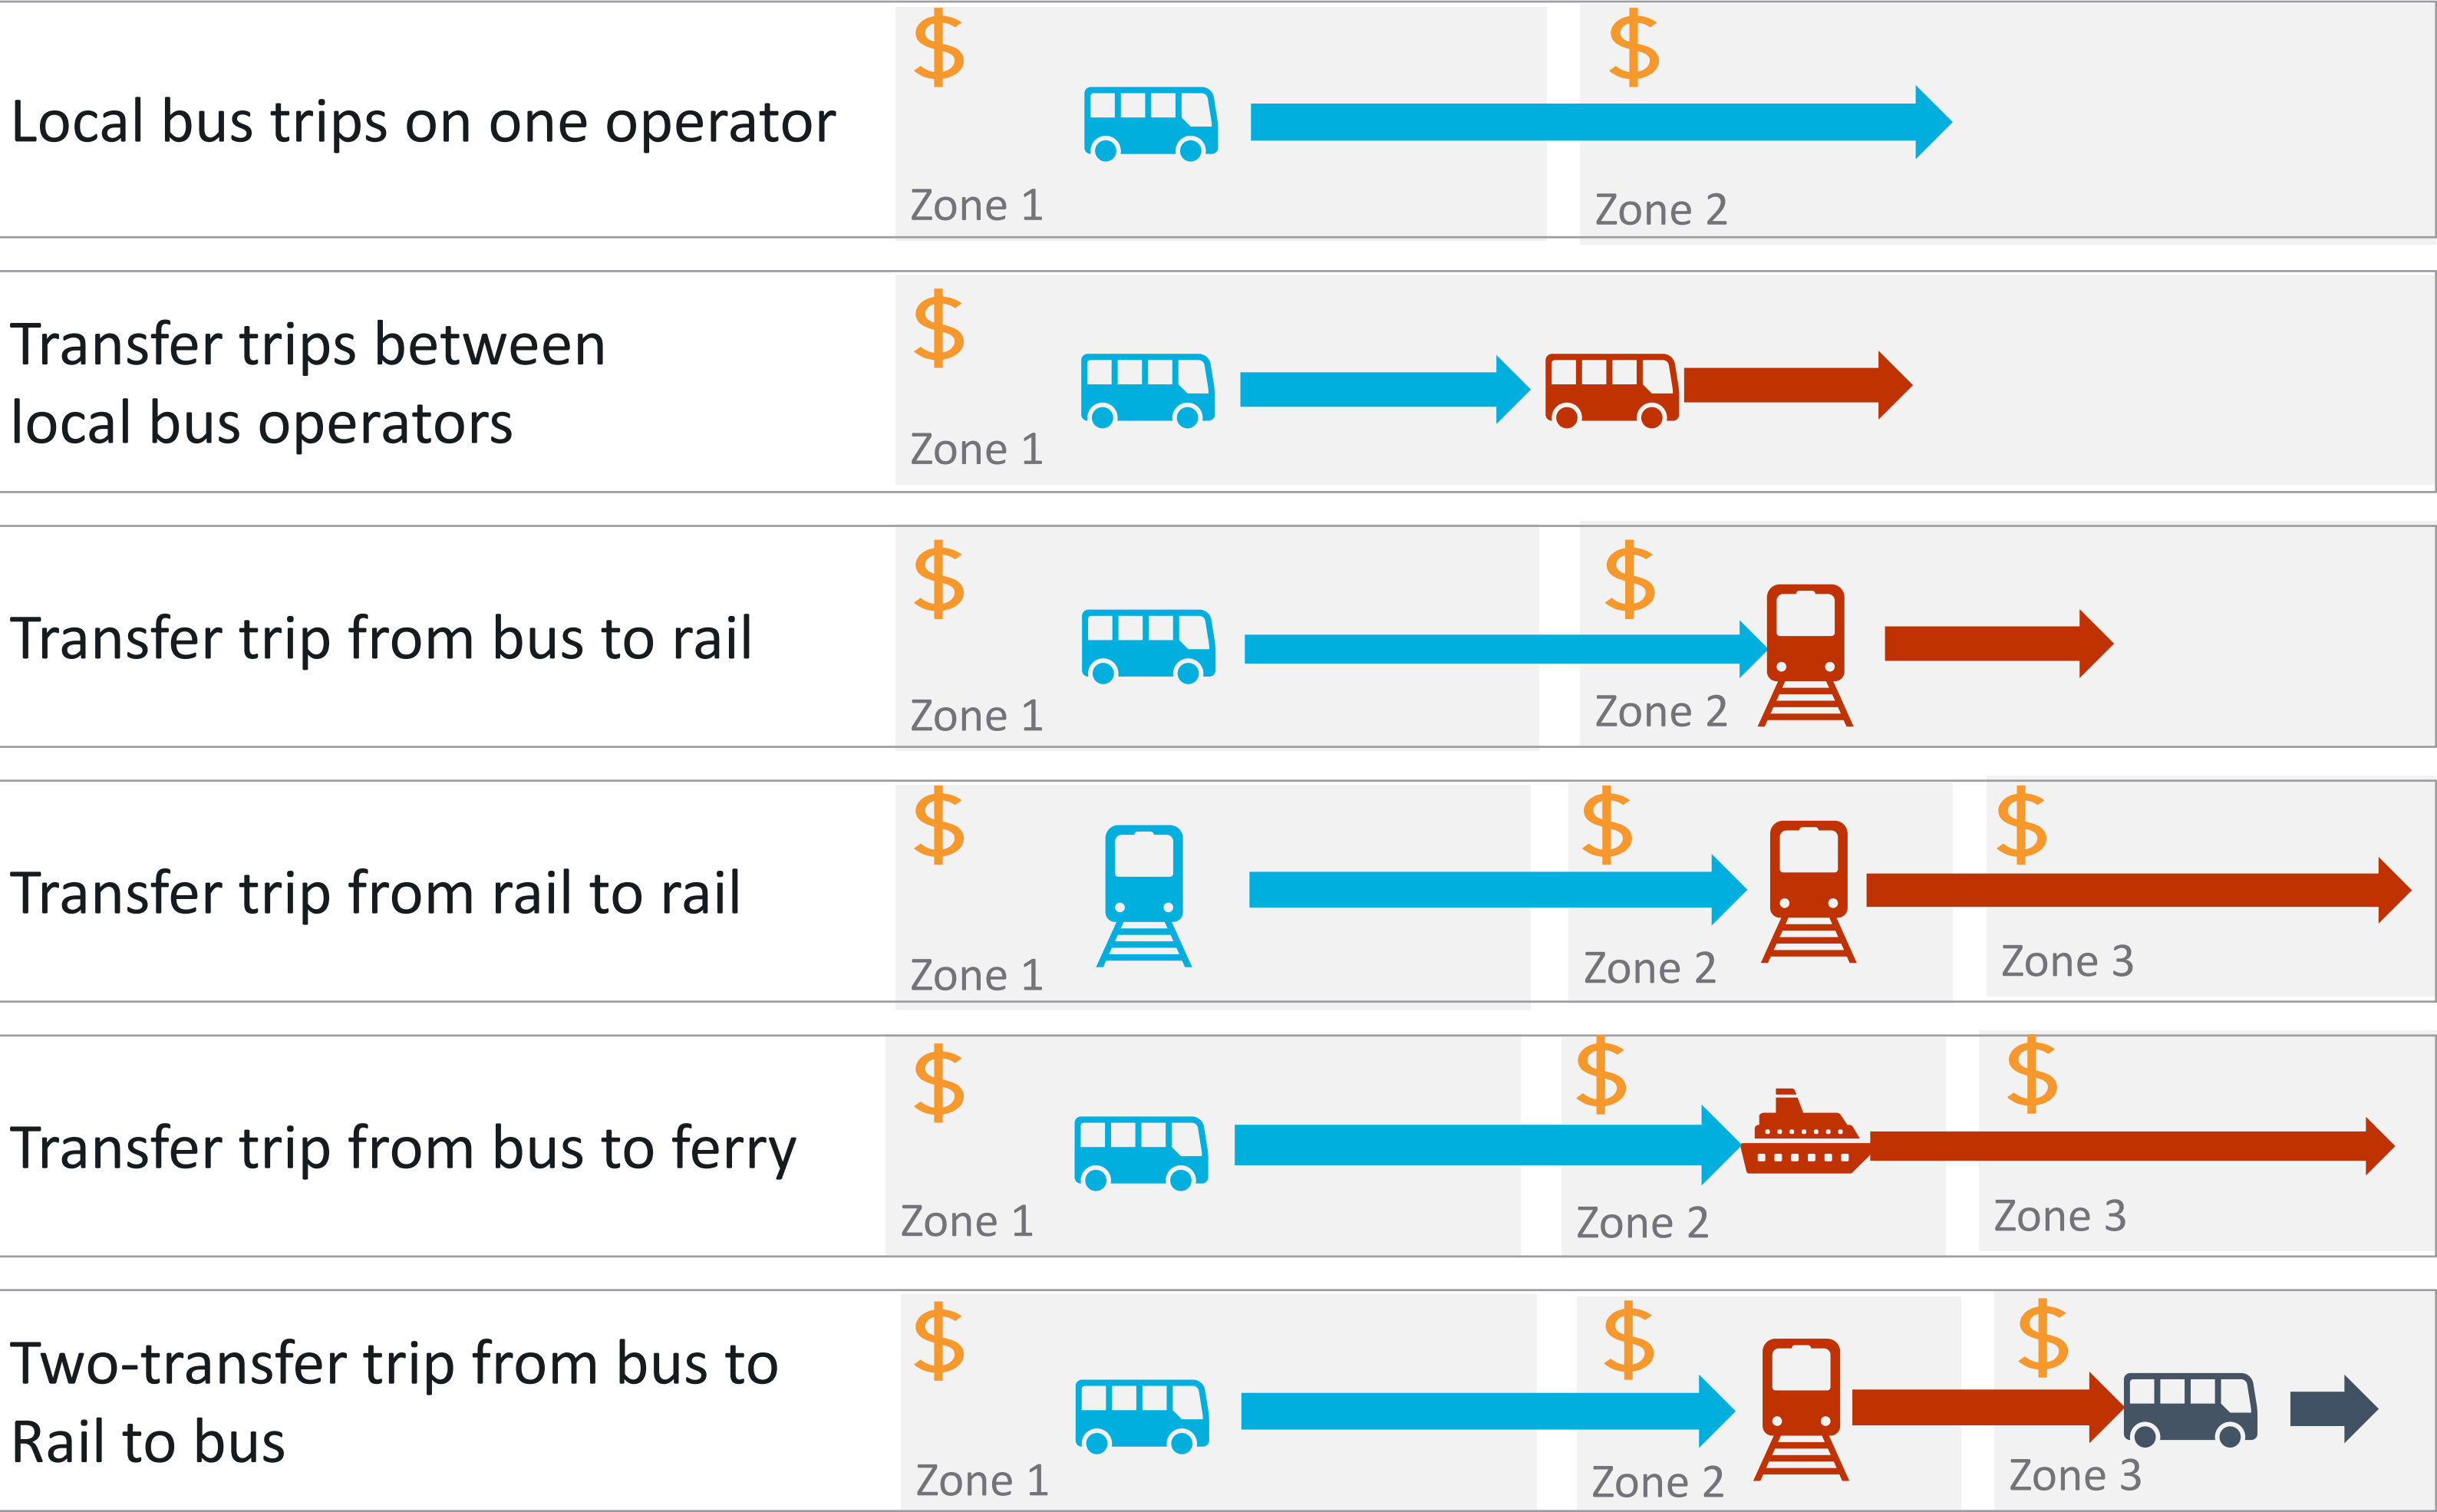 $
$
Local bus trips on one operator
Zone 1
Zone 2
$
Transfer trips between
local bus operators
Zone 1
$
$
Transfer trip from bus to rail
Zone 1
Zone 2
$
$
$
Transfer trip from rail to rail
Zone 1
Zone 2
Zone 3
$
$
$
Transfer trip from bus to ferry
Zone 1
Zone 2
Zone 3
$
$
$
Two-transfer trip from bus to
Rail to bus
Zone 1
Zone 2
Zone 3